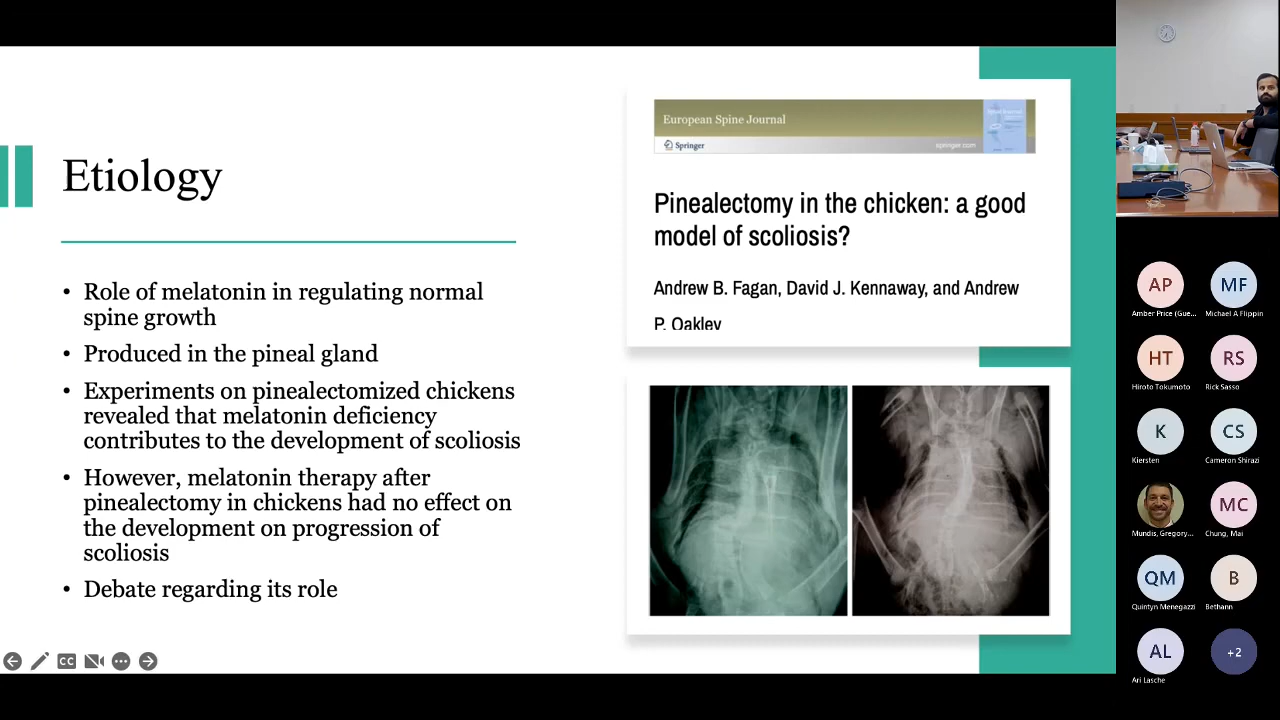 Etiology
• Role of melatonin in regulating normal
spine growth
• Produced in the pineal gland
• Experiments on pinealectomized chickens
revealed that melatonin deficiency
contributes to the development of scoliosis
• However, melatonin therapy after
pinealectomy in chickens had no effect on
the development on progression of
scoliosis
• Debate regarding its role
European Spine Journal
Springer
springer.com
Pinealectomy in the chicken: a good
model of scoliosis?
Andrew B. Fagan, David J. Kennaway, and Andrew
P. Oakley
CC
AP
Amber Price (Gue...
MF
Michael A Flippin
HT
Hiroto Tokumoto
RS
Rick Sasso
K
Kiersten
CS
Cameron Shirazi
Mundis, Gregory...
MC
Chung, Mai
QM
Quintyn Menegazzi
B
Bethann
AL
Ari Lasche
+2